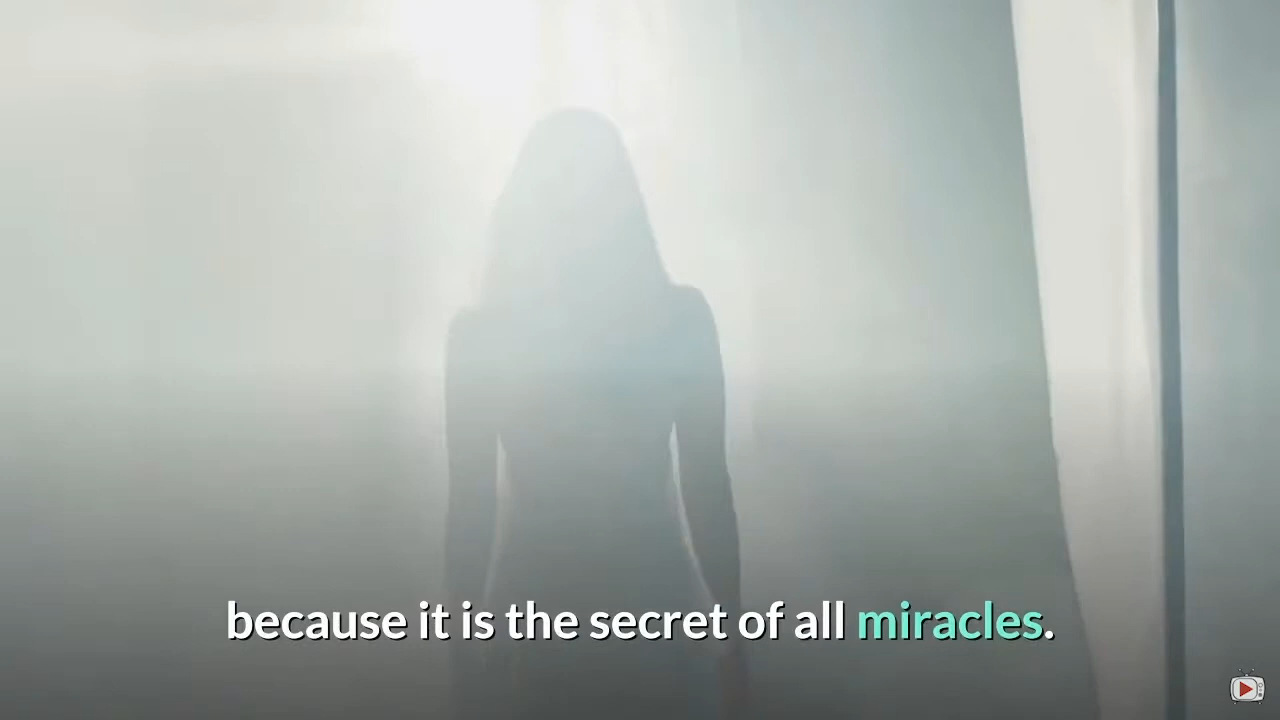 because it is the secret of all miracles.